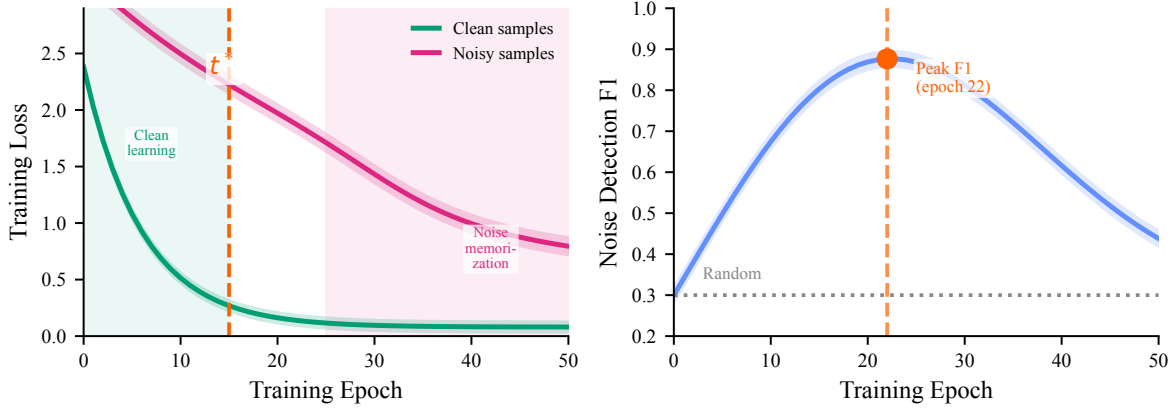 Clean samples
Noisy samples
t*
Clean
learning
Noise
memori-
zation
Training Loss
2.5
2.0
1.5
1.0
0.5
0.0
0
10
20
30
40
50
Training Epoch
Noise Detection F1
1.0
0.9
0.8
0.7
0.6
0.5
0.4
0.3
0.2
Peak F1
(epoch 22)
Random
0
10
20
30
40
50
Training Epoch